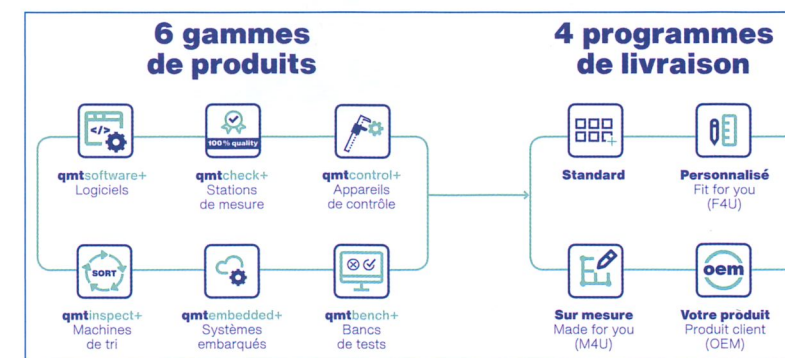 6 gammes
de produits
4 programmes
de livraison
</>
100% quality
qmtsoftware+
Logiciels
qmtcheck+
Stations
de mesure
qmtcontrol+
Appareils
de contrôle
Standard
Personnalisé
Fit for you
(F4U)
SORT
oem
qmtinspect+
Machines
de tri
qmtembedded+
Systèmes
embarqués
qmtbench+
Bancs
de tests
Sur mesure
Made for you
(M4U)
Votre produit
Produit client
(OEM)